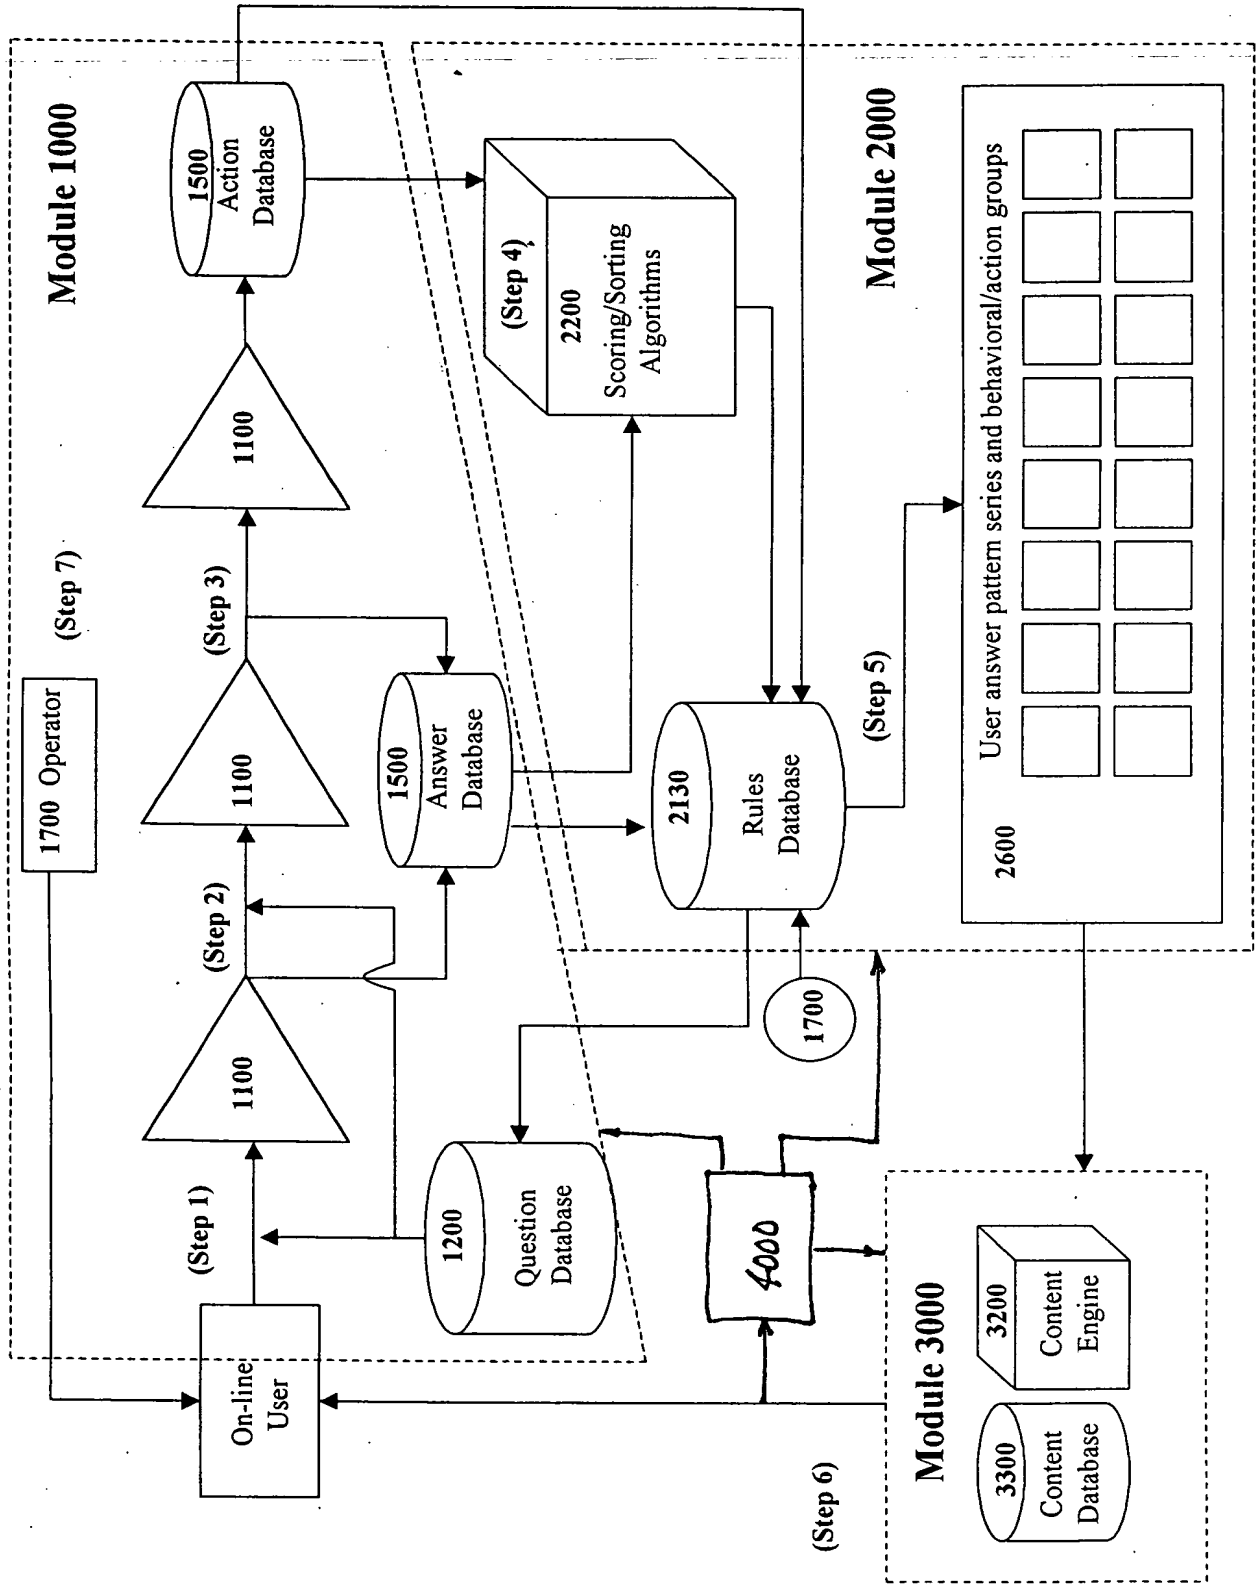 Module 1000
1700 Operator
(Step 7)
On-line
User
(Step 1)
1100
(Step 2)
1100
(Step 3)
1100
1500
Action
Database
1200
Question
Database
1500
Answer
Database
(Step 4)
2200
Scoring/Sorting
Algorithms
2130
Rules
Database
1700
4000
(Step 5)
(Step 6)
Module 2000
2600
User answer pattern series and behavioral/action groups
Module 3000
3300
Content
Database
3200
Content
Engine